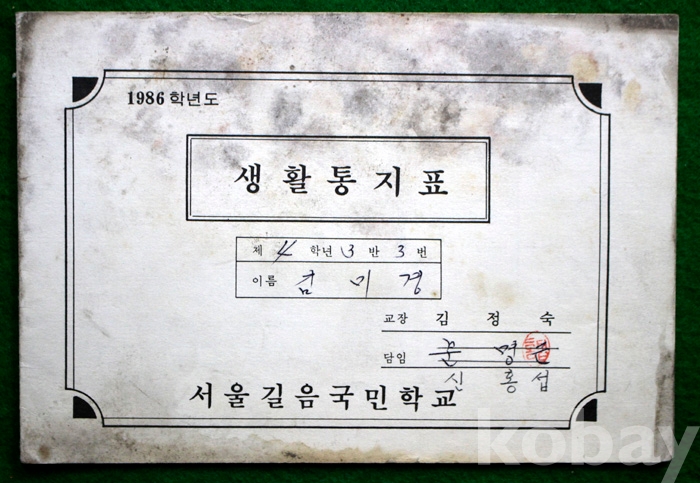 1986 학년도
생활통지표
제 4 학년 3 반 3 번
이름 김 미 경
교장 김 정 숙
담임 문 명
신 홍 섭
서울길음국민학교
kobay